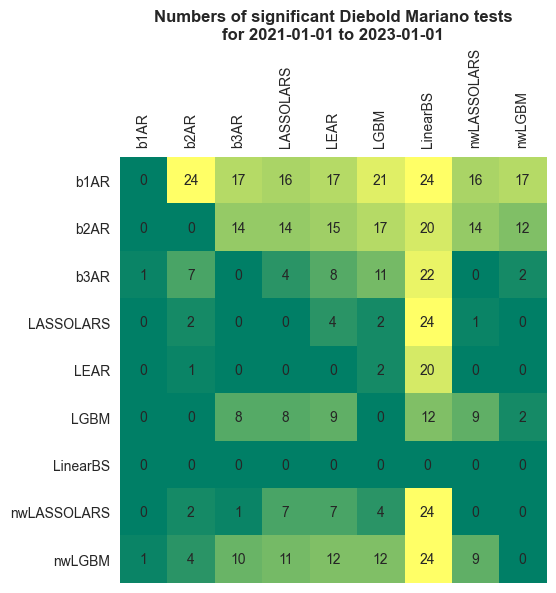 Numbers of significant Diebold Mariano tests
for 2021-01-01 to 2023-01-01
b1AR b2AR b3AR LASSOLARS LEAR LGBM LinearBS nwLASSOLARS nwLGBM
b1AR 0 24 17 16 17 21 24 16 17
b2AR 0 0 14 14 15 17 20 14 12
b3AR 1 7 0 4 8 11 22 0 2
LASSOLARS 0 2 0 0 4 2 24 1 0
LEAR 0 1 0 0 0 2 20 0 0
LGBM 0 0 8 8 9 0 12 9 2
LinearBS 0 0 0 0 0 0 0 0 0
nwLASSOLARS 0 2 1 7 7 4 24 0 0
nwLGBM 1 4 10 11 12 12 24 9 0